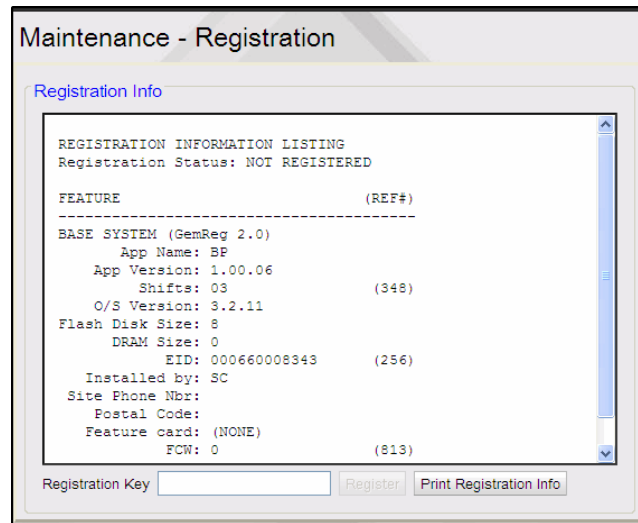 Maintenance - Registration
Registration Info
REGISTRATION INFORMATION LISTING
Registration Status: NOT REGISTERED
FEATURE (REF#)
----------------------------------------
BASE SYSTEM (GemReg 2.0)
App Name: BP
App Version: 1.00.06
Shifts: 03 (348)
O/S Version: 3.2.11
Flash Disk Size: 8
DRAM Size: 0
EID: 000660008343 (256)
Installed by: SC
Site Phone Nbr:
Postal Code:
Feature card: (NONE)
FCW: 0 (813)
Registration Key Register Print Registration Info